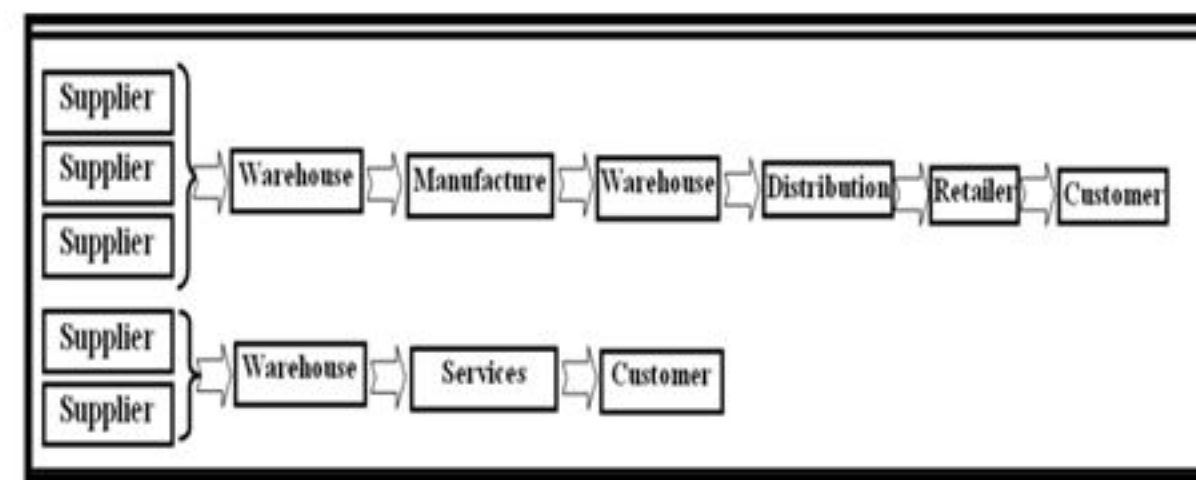 Supplier
Supplier
Supplier
Warehouse
Manufacture
Warehouse
Distribution
Retailer
Customer
Supplier
Supplier
Warehouse
Services
Customer